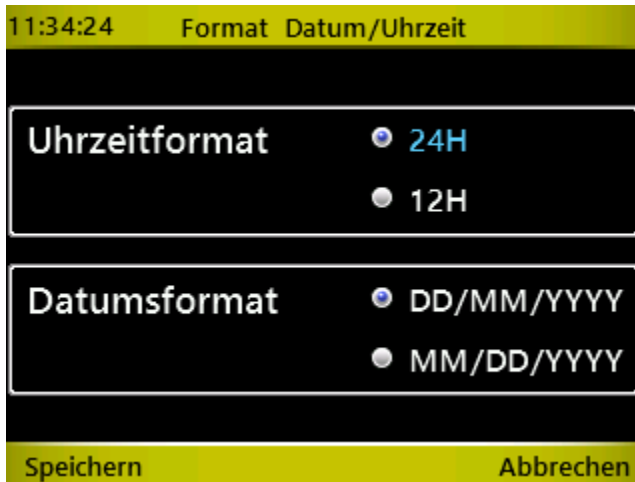 11:34:24 Format Datum/Uhrzeit
Uhrzeitformat 24H
12H
Datumsformat DD/MM/YYYY
MM/DD/YYYY
Speichern Abbrechen